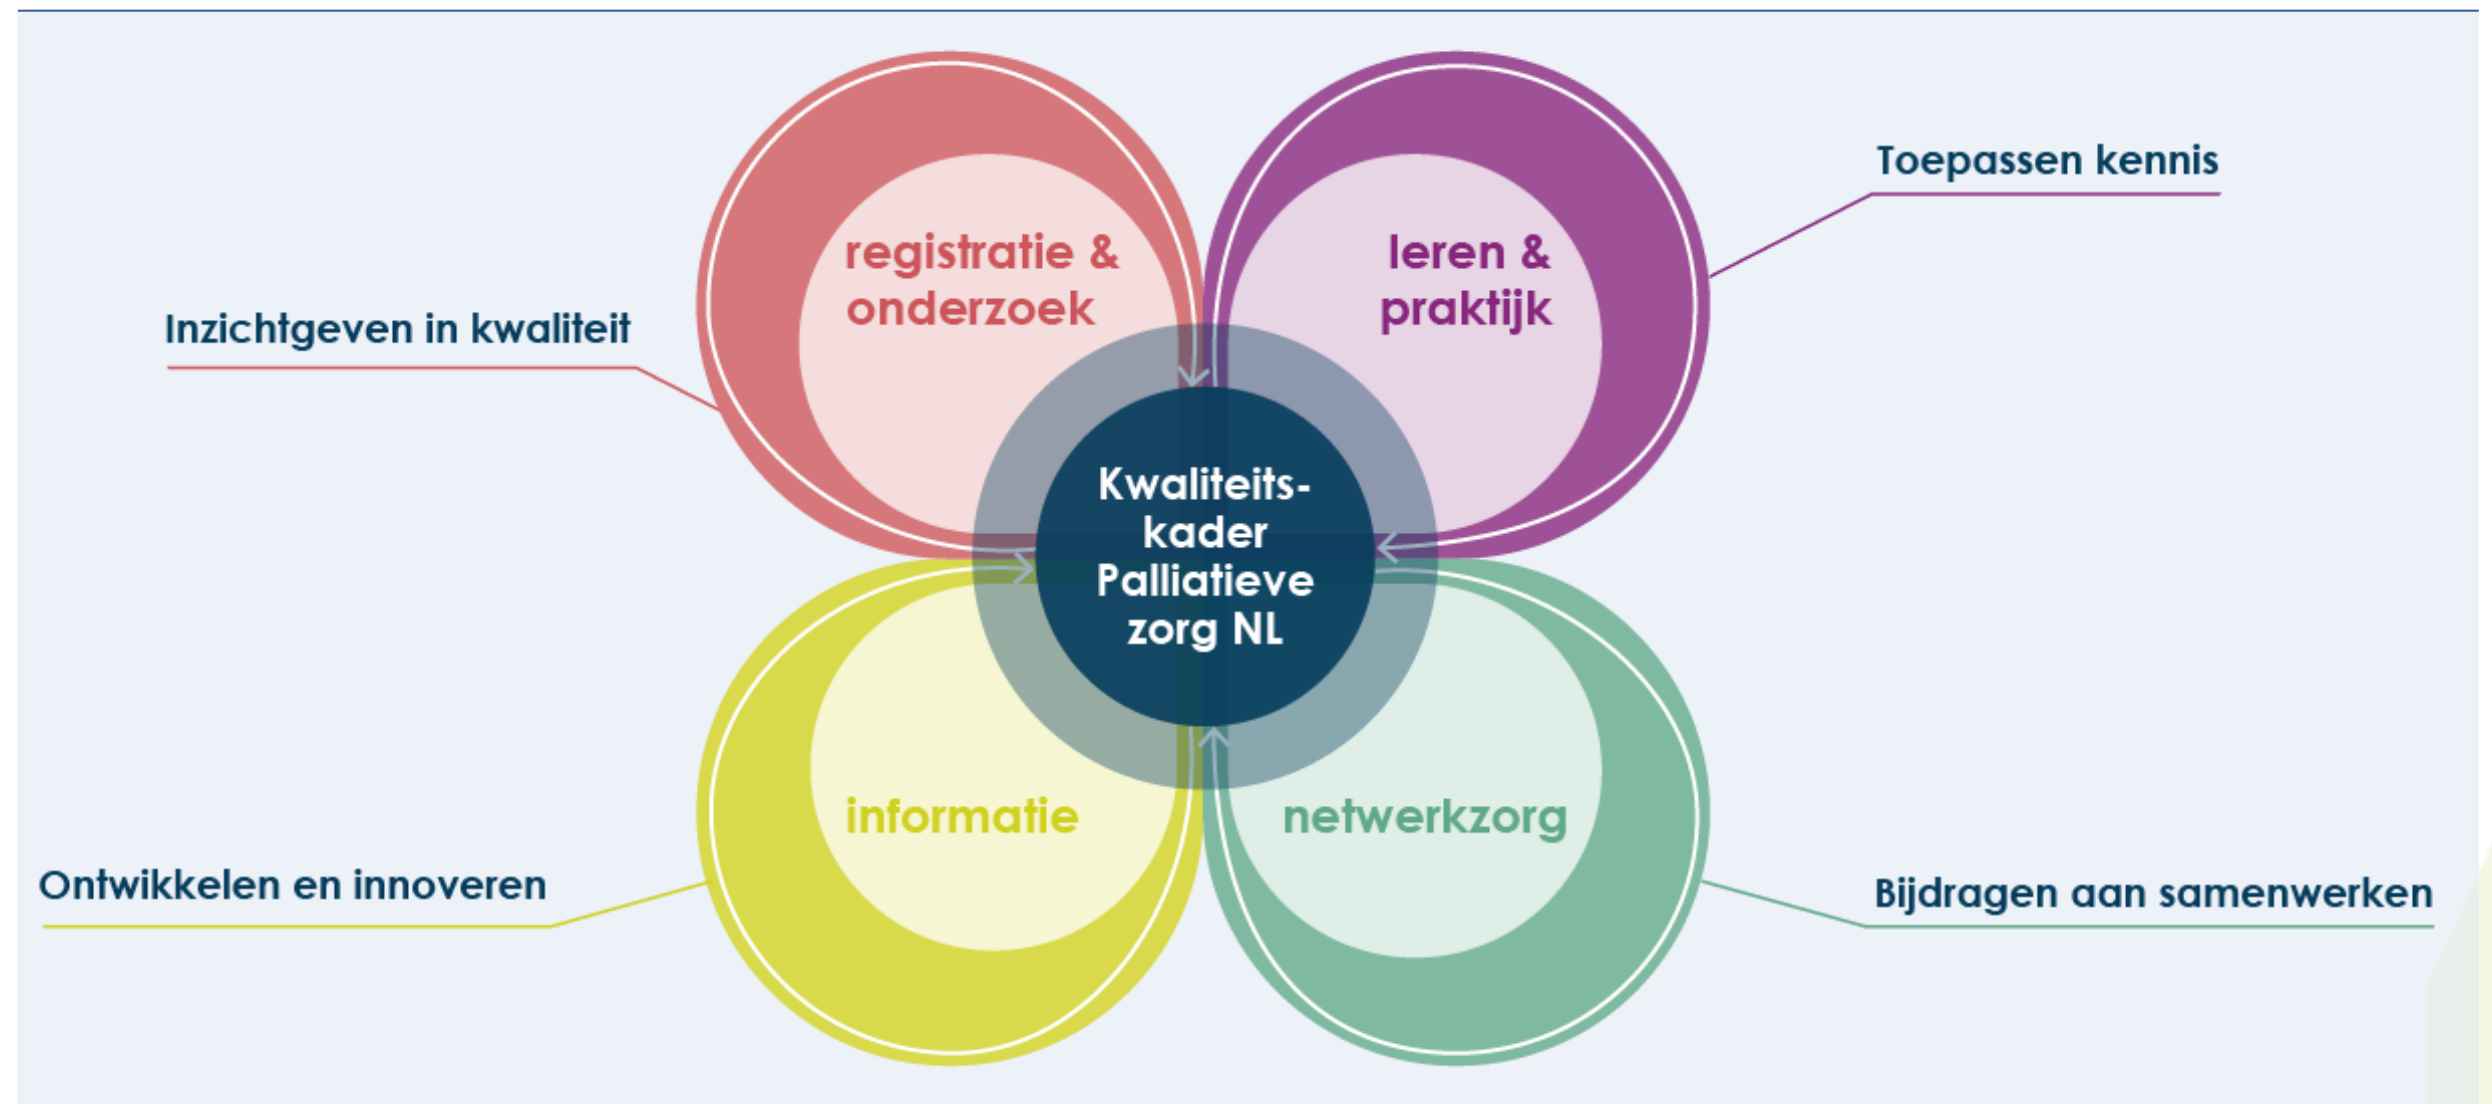 Toepassen kennis
registratie &
onderzoek
leren &
praktijk
Inzichtgeven in kwaliteit
Kwaliteits-
kader
Palliatieve
zorg NL
informatie
netwerkzorg
Ontwikkelen en innoveren
Bijdragen aan samenwerken